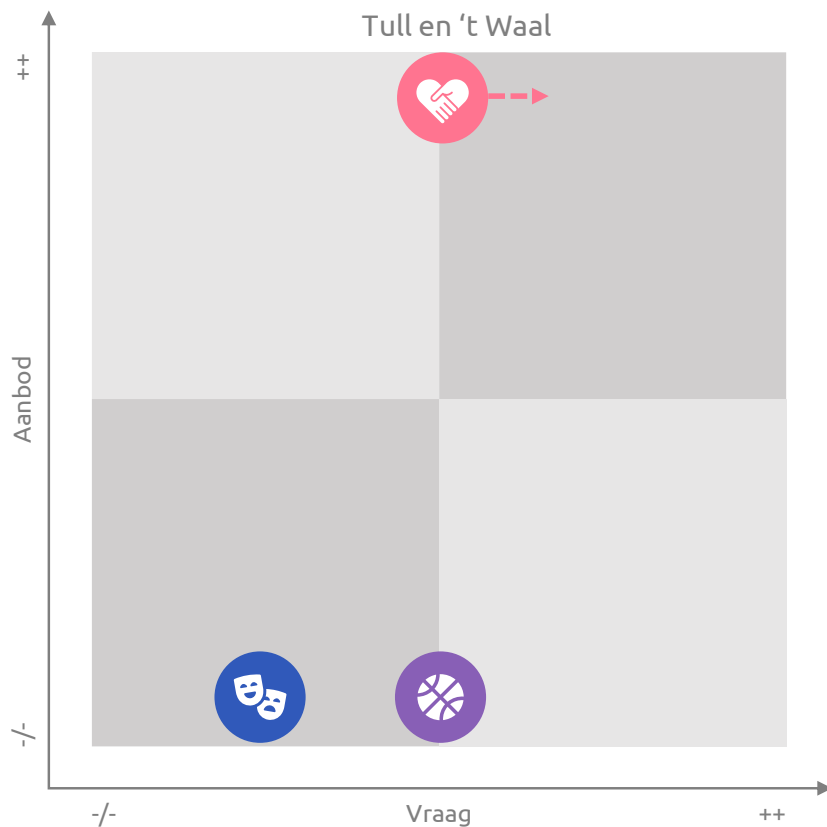 Tull en ‘t Waal
++
Aanbod
-/-
-/-
Vraag
++